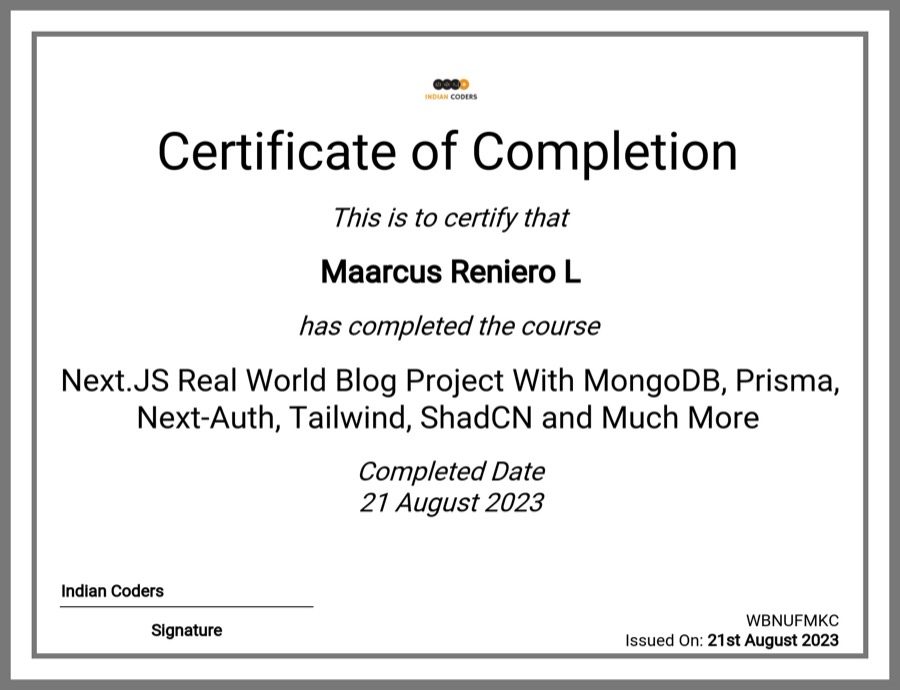 INDIAN CODERS
Certificate of Completion
This is to certify that
Maarcus Reniero L
has completed the course
Next.JS Real World Blog Project With MongoDB, Prisma,
Next-Auth, Tailwind, ShadCN and Much More
Completed Date
21 August 2023
Indian Coders
Signature
WBNUFMKC
Issued On: 21st August 2023